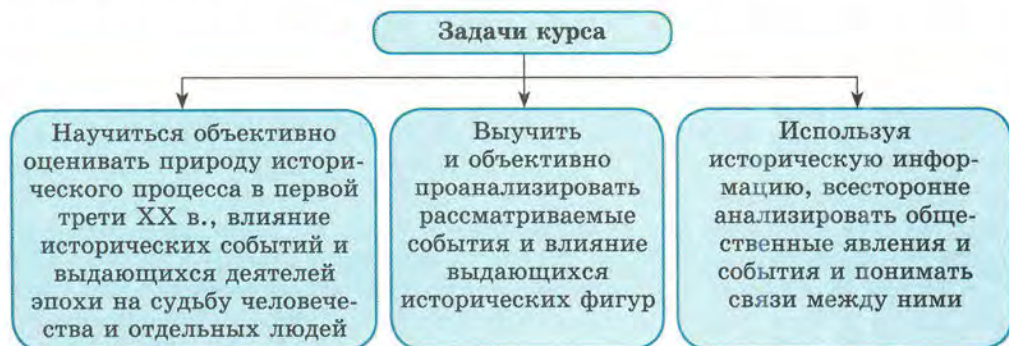 Задачи курса
Научиться объективно
оценивать природу истори-
ческого процесса в первой
трети XX в., влияние
исторических событий и
выдающихся деятелей
эпохи на судьбу человече-
ства и отдельных людей
Выучить
и объективно
проанализировать
рассматриваемые
события и влияние
выдающихся
исторических фигур
Используя
историческую инфор-
мацию, всесторонне
анализировать обще-
ственные явления и
события и понимать
связи между ними